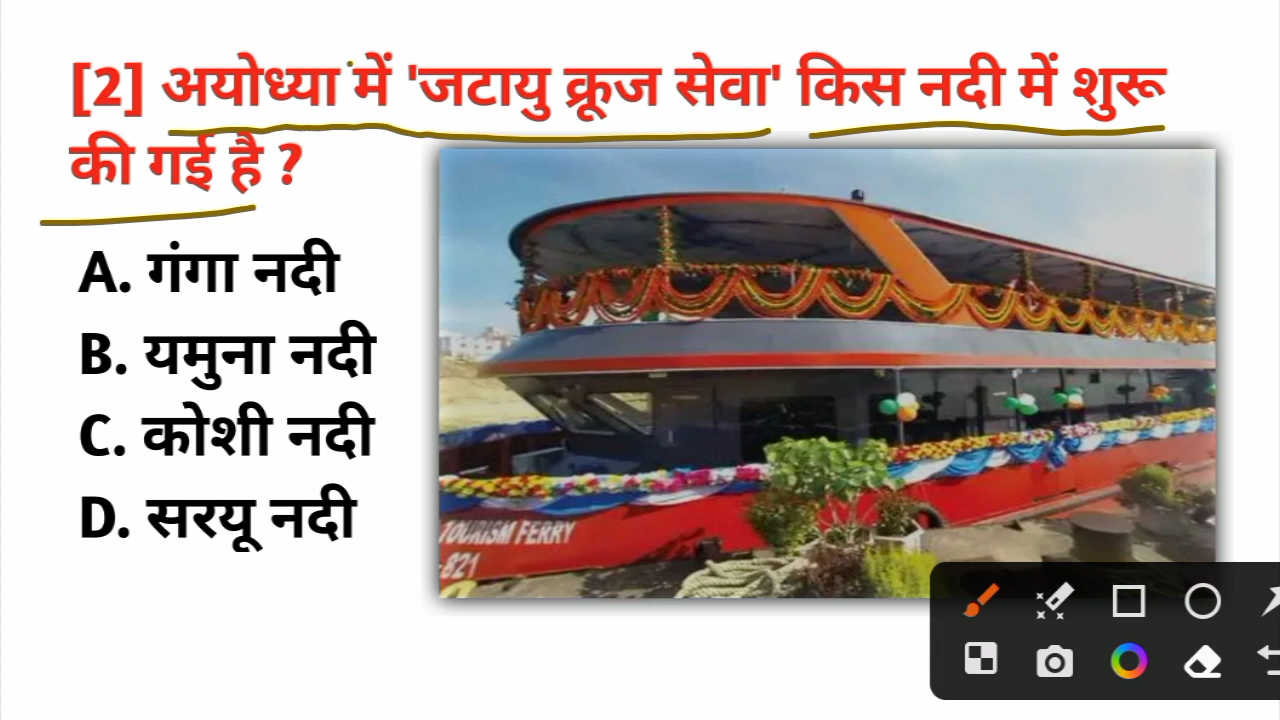 [2] अयोध्या में 'जटायु क्रूज सेवा' किस नदी में शुरू
की गई है ?
A. गंगा नदी
B. यमुना नदी
C. कोशी नदी
D. सरयू नदी
TOURISM FERRY
821